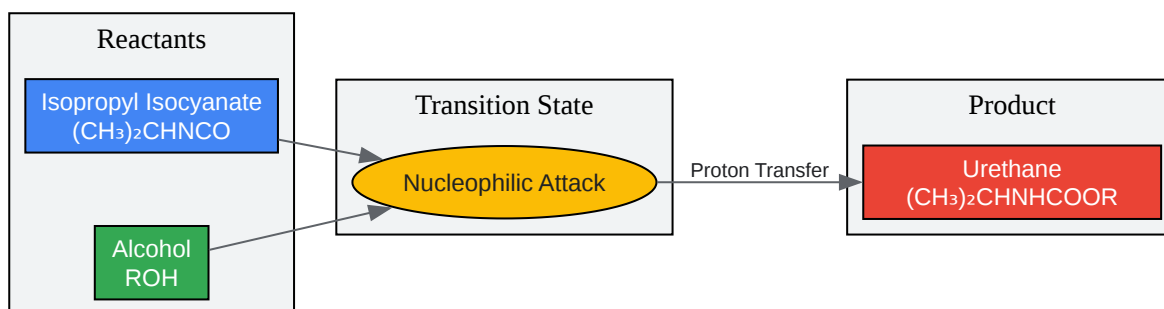 Reactants
Isopropyl Isocyanate
(CH₃)₂CHNCO
Alcohol
ROH
Transition State
Nucleophilic Attack
Proton Transfer
Product
Urethane
(CH₃)₂CHNHCOOR